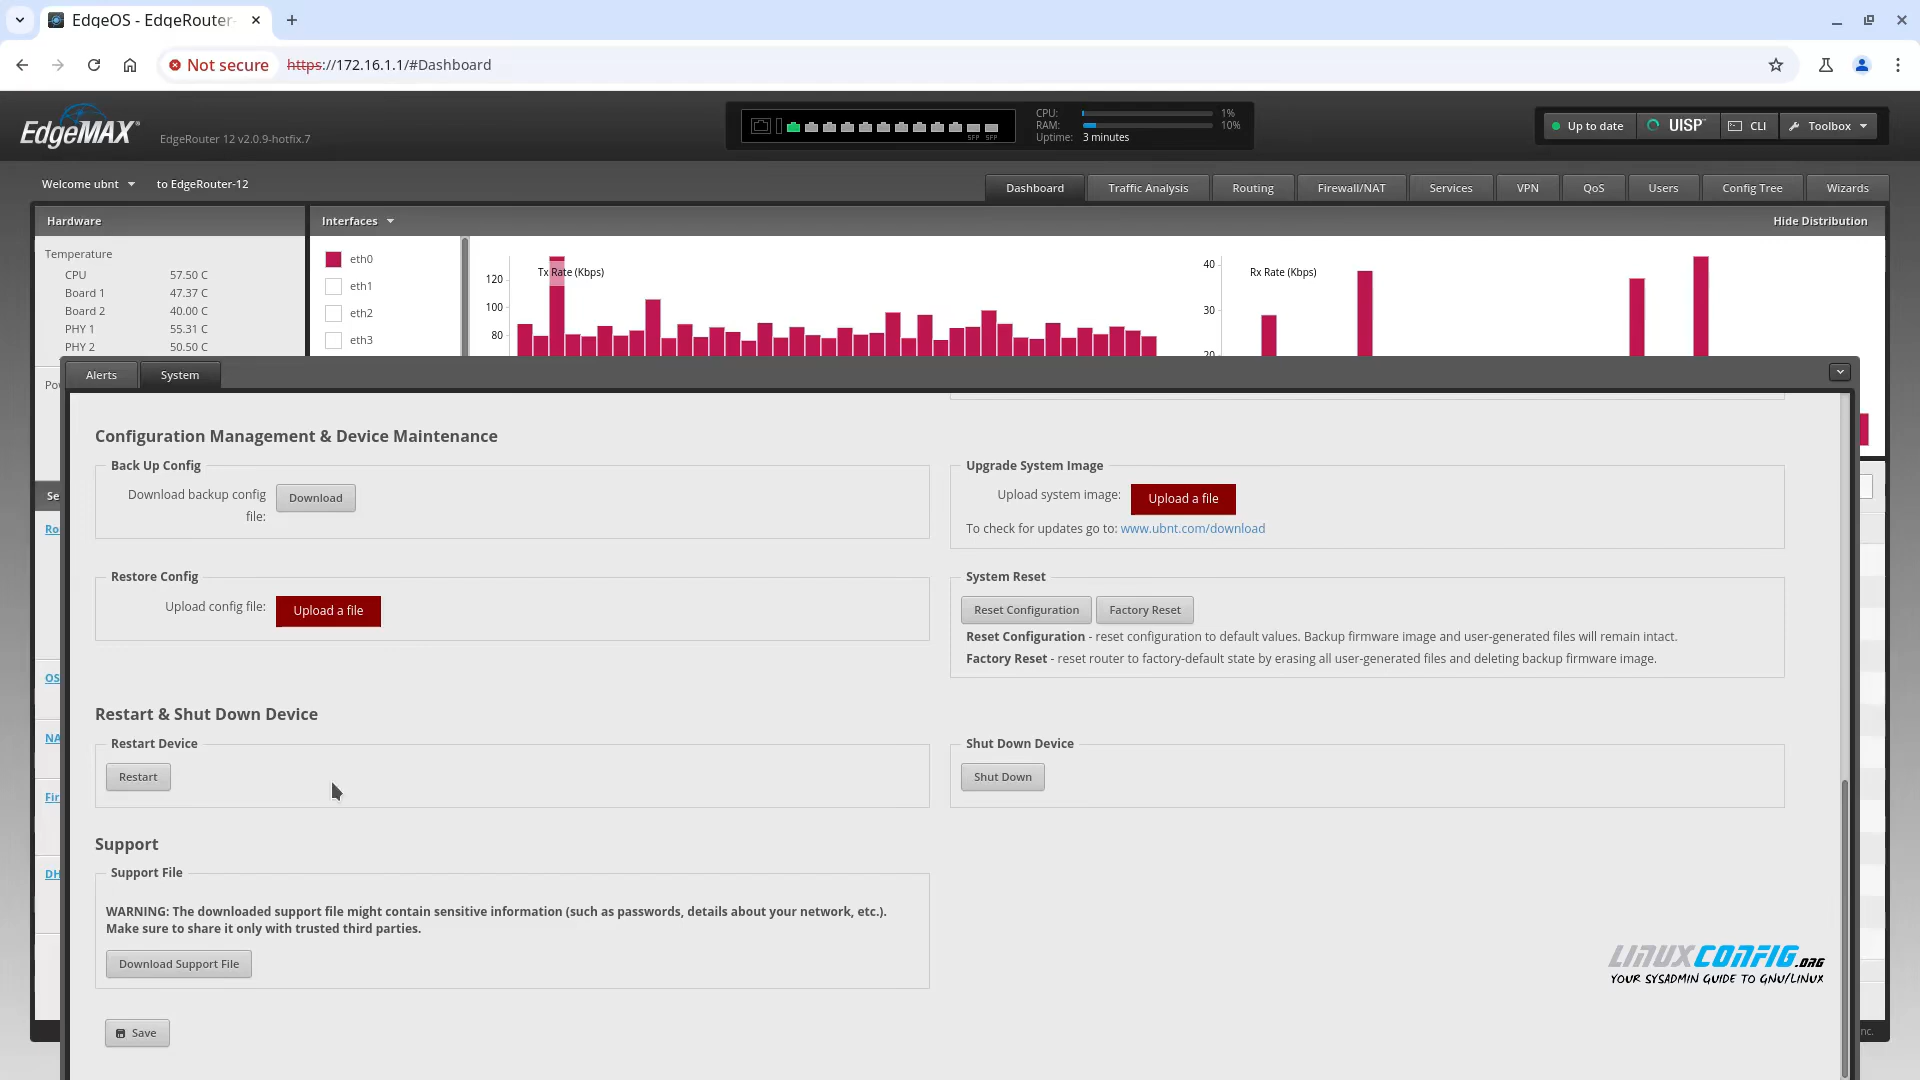 EdgeOS - EdgeRouter-
Not secure
https://172.16.1.1/#Dashboard
EdgeMAX
EdgeRouter 12 v2.0.9-hotfix.7
SFP SFP
CPU: 1%
RAM: 10%
Uptime: 3 minutes
Up to date
UISP
CLI
Toolbox
Welcome ubnt
to EdgeRouter-12
Dashboard
Traffic Analysis
Routing
Firewall/NAT
Services
VPN
QoS
Users
Config Tree
Wizards
Hardware
Interfaces
Hide Distribution
Temperature
CPU 57.50 C
Board 1 47.37 C
Board 2 40.00 C
PHY 1 55.31 C
PHY 2 50.50 C
Po
eth0
eth1
eth2
eth3
Tx Rate (Kbps)
120
100
80
Rx Rate (Kbps)
40
30
20
Alerts
System
Se
Ro
OS
NA
Fir
DH
Configuration Management & Device Maintenance
Back Up Config
Download backup config
file:
Download
Upgrade System Image
Upload system image:
Upload a file
To check for updates go to: www.ubnt.com/download
Restore Config
Upload config file:
Upload a file
System Reset
Reset Configuration
Factory Reset
Reset Configuration - reset configuration to default values. Backup firmware image and user-generated files will remain intact.
Factory Reset - reset router to factory-default state by erasing all user-generated files and deleting backup firmware image.
Restart & Shut Down Device
Restart Device
Restart
Shut Down Device
Shut Down
Support
Support File
WARNING: The downloaded support file might contain sensitive information (such as passwords, details about your network, etc.).
Make sure to share it only with trusted third parties.
Download Support File
Save
LINUXCONFIG.ORG
YOUR SYSADMIN GUIDE TO GNU/LINUX
nc.